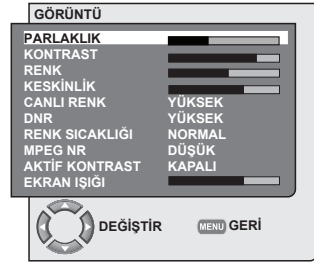 GÖRÜNTÜ
PARLAKLIK
KONTRAST
RENK
KESKİNLİK
CANLI RENK YÜKSEK
DNR YÜKSEK
RENK SICAKLIĞI NORMAL
MPEG NR DÜŞÜK
AKTİF KONTRAST KAPALI
EKRAN IŞIĞI
DEĞİŞTİR MENU GERİ